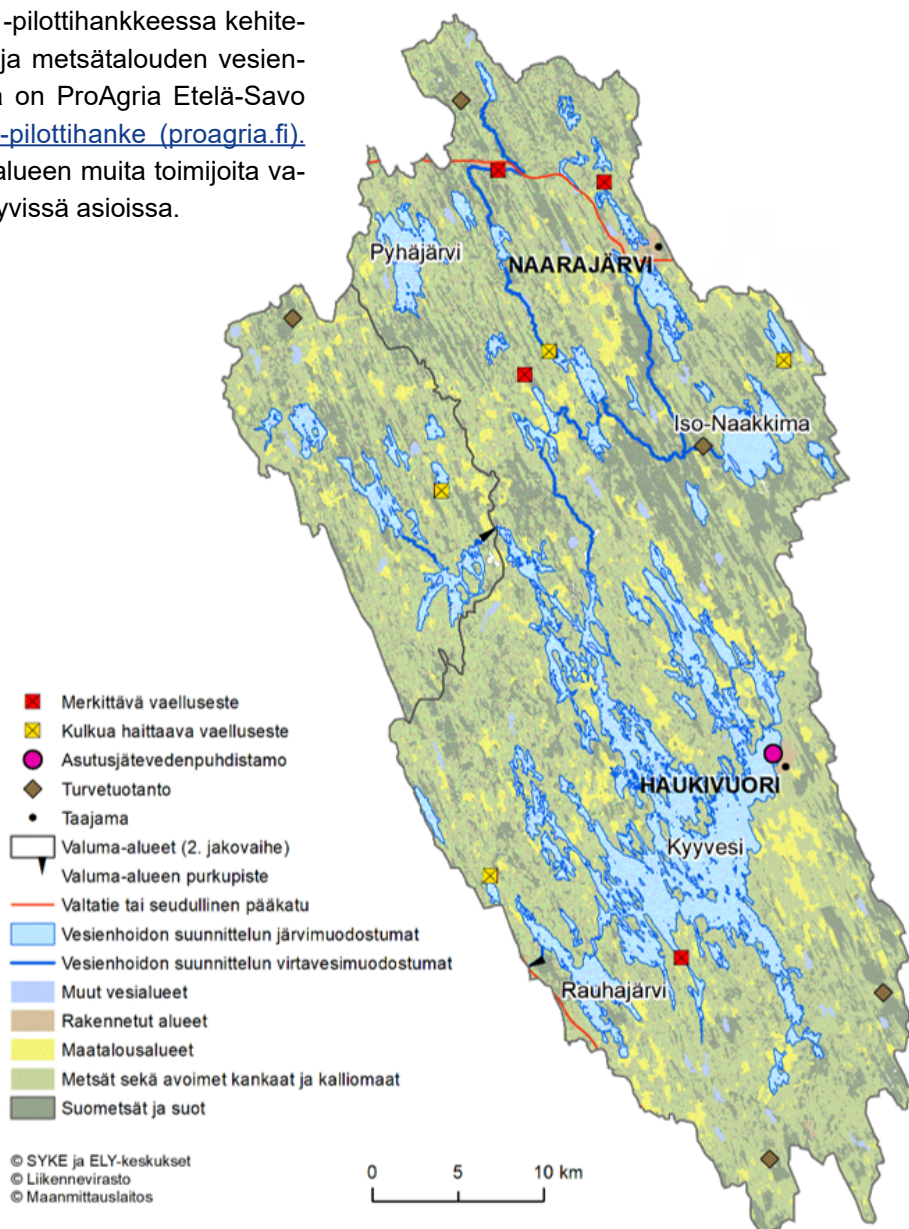 -pilottihankkeessa kehite-
ja metsätalouden vesien-
on ProAgria Etelä-Savo
-pilottihanke (proagria.fi).
alueen muita toimijoita va-
yvissä asioissa.
Pyhäjärvi
NAARAJÄRVI
Iso-Naakkima
HAUKIVUORI
Kyyvesi
Rauhajärvi
Merkittävä vaelluseste
Kulkua haittaava vaelluseste
Asutusjätevedenpuhdistamo
Turvetuotanto
Taajama
Valuma-alueet (2. jakovaihe)
Valuma-alueen purkupiste
Valtatie tai seudullinen pääkatu
Vesienhoidon suunnittelun järvimuodostumat
Vesienhoidon suunnittelun virtavesimuodostumat
Muut vesialueet
Rakennetut alueet
Maatalousalueet
Metsät sekä avoimet kankaat ja kalliomaat
Suometsät ja suot
© SYKE ja ELY-keskukset
© Liikennevirasto
© Maanmittauslaitos
0 5 10 km